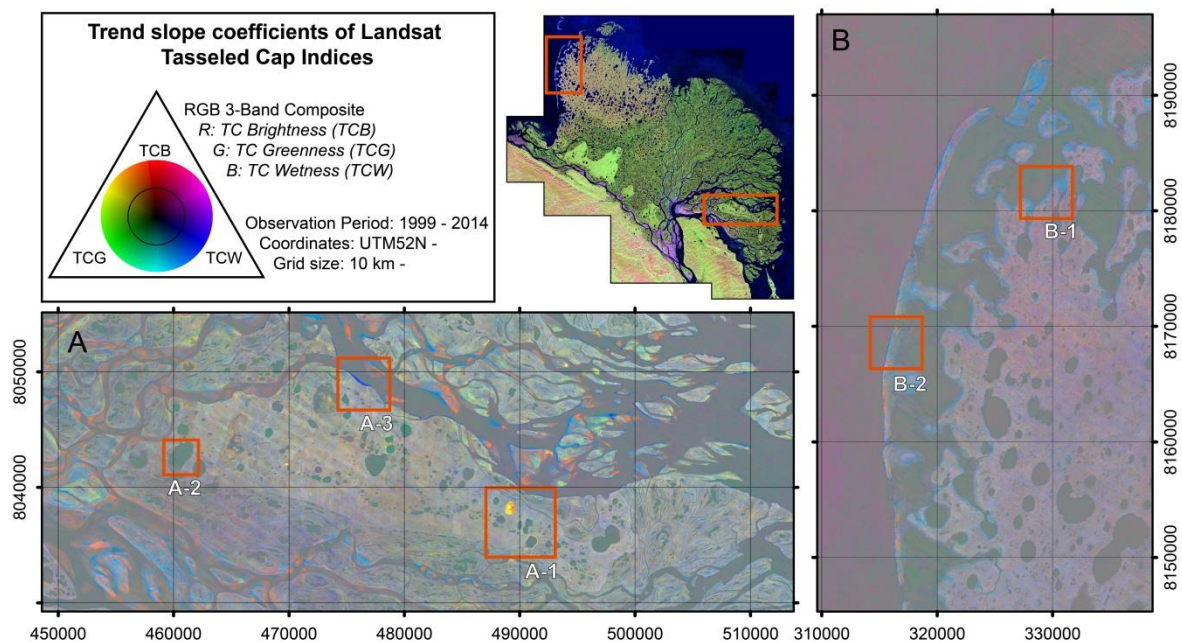 Trend slope coefficients of Landsat
Tasseled Cap Indices
RGB 3-Band Composite
R: TC Brightness (TCB)
G: TC Greenness (TCG)
B: TC Wetness (TCW)
TCB
TCG
TCW
Observation Period: 1999 - 2014
Coordinates: UTM52N -
Grid size: 10 km -
A
A-3
A-2
A-1
8050000
8040000
450000 460000 470000 480000 490000 500000 510000
B
B-1
B-2
8190000
8180000
8170000
8160000
8150000
310000 320000 330000